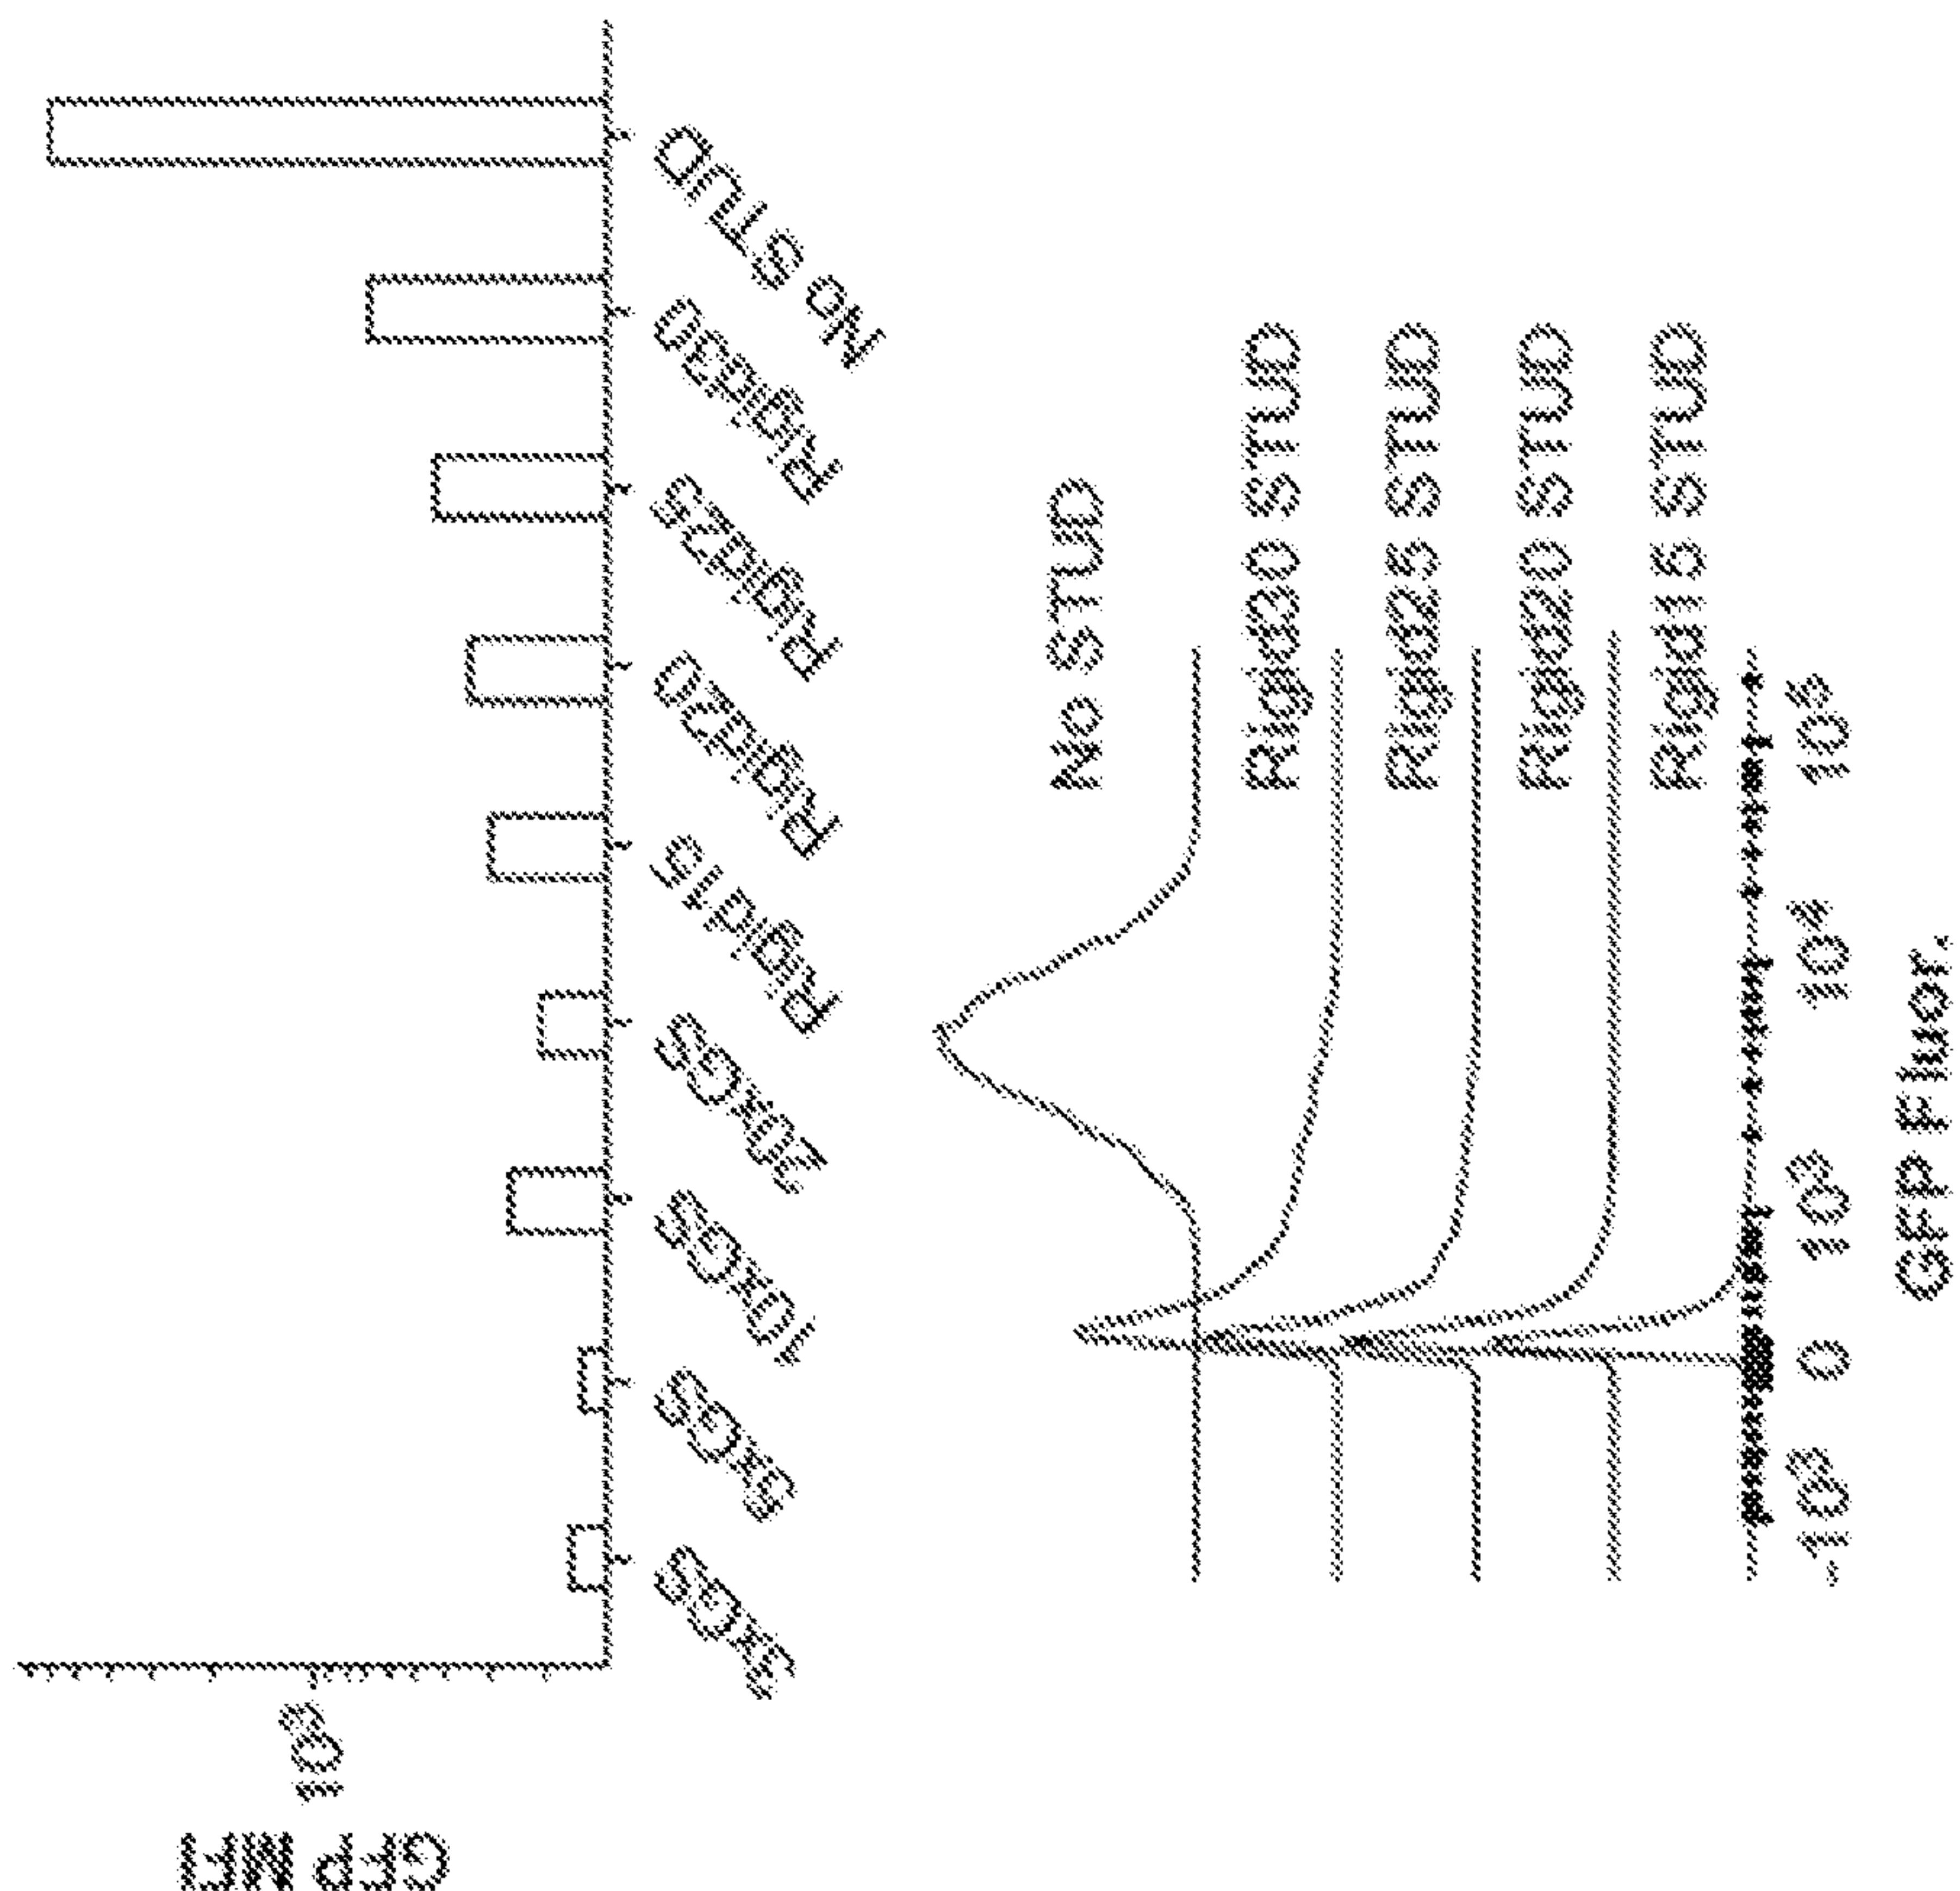 GFP MFI
10³
3xGS
5xGS
10xGS
20xGS
Rigid15
Rigid20
Rigid25
Rigid30
No STUD
No STUD
Rigid30 STUD
Rigid25 STUD
Rigid20 STUD
Rigid15 STUD
-10³ 0 10³ 10⁴ 10⁵
GFP Fluor.